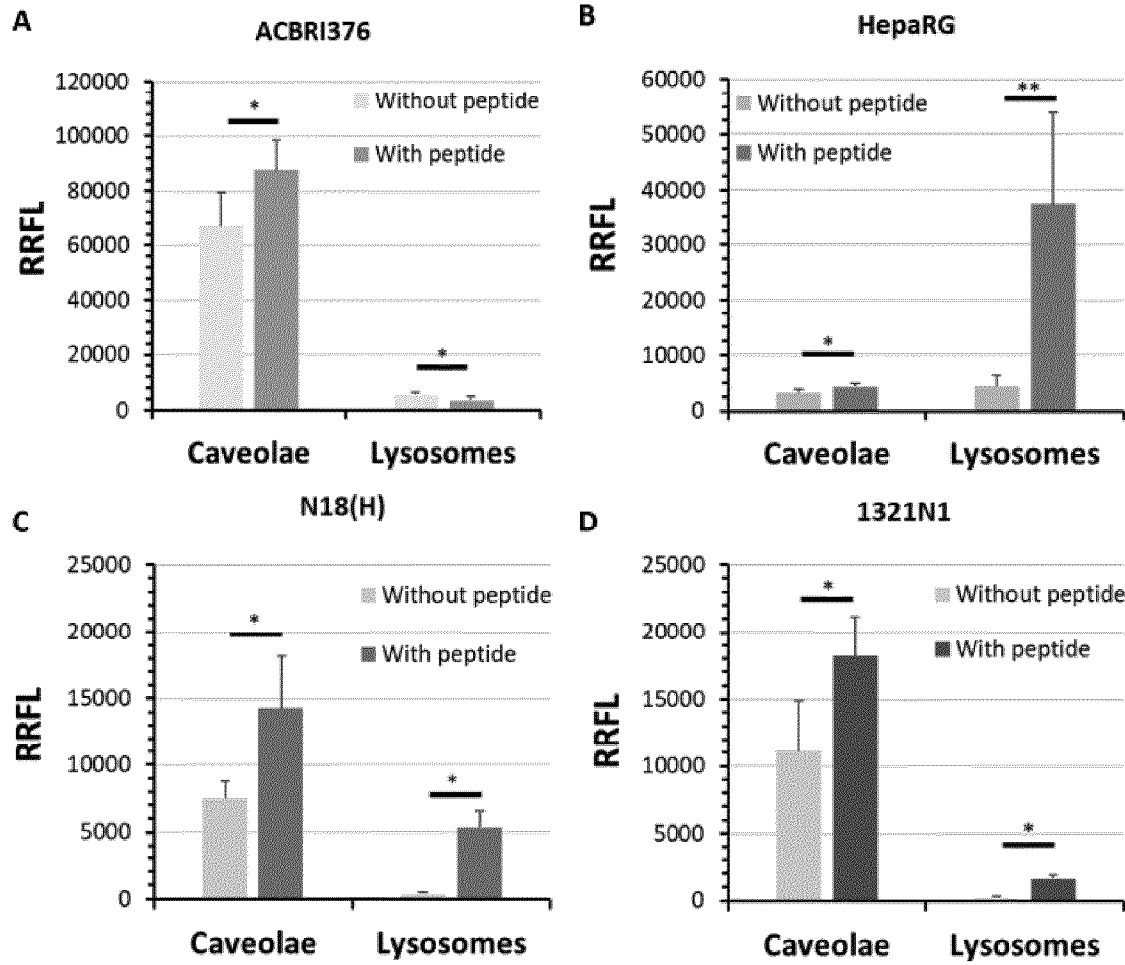 A
ACBRI376
120000
100000
80000
60000
40000
20000
0
RRFL
Without peptide
With peptide
*
*
Caveolae
Lysosomes
B
HepaRG
60000
50000
40000
30000
20000
10000
0
RRFL
Without peptide
With peptide
*
**
Caveolae
Lysosomes
C
N18(H)
25000
20000
15000
10000
5000
0
RRFL
Without peptide
With peptide
*
*
Caveolae
Lysosomes
D
1321N1
25000
20000
15000
10000
5000
0
RRFL
Without peptide
With peptide
*
*
Caveolae
Lysosomes